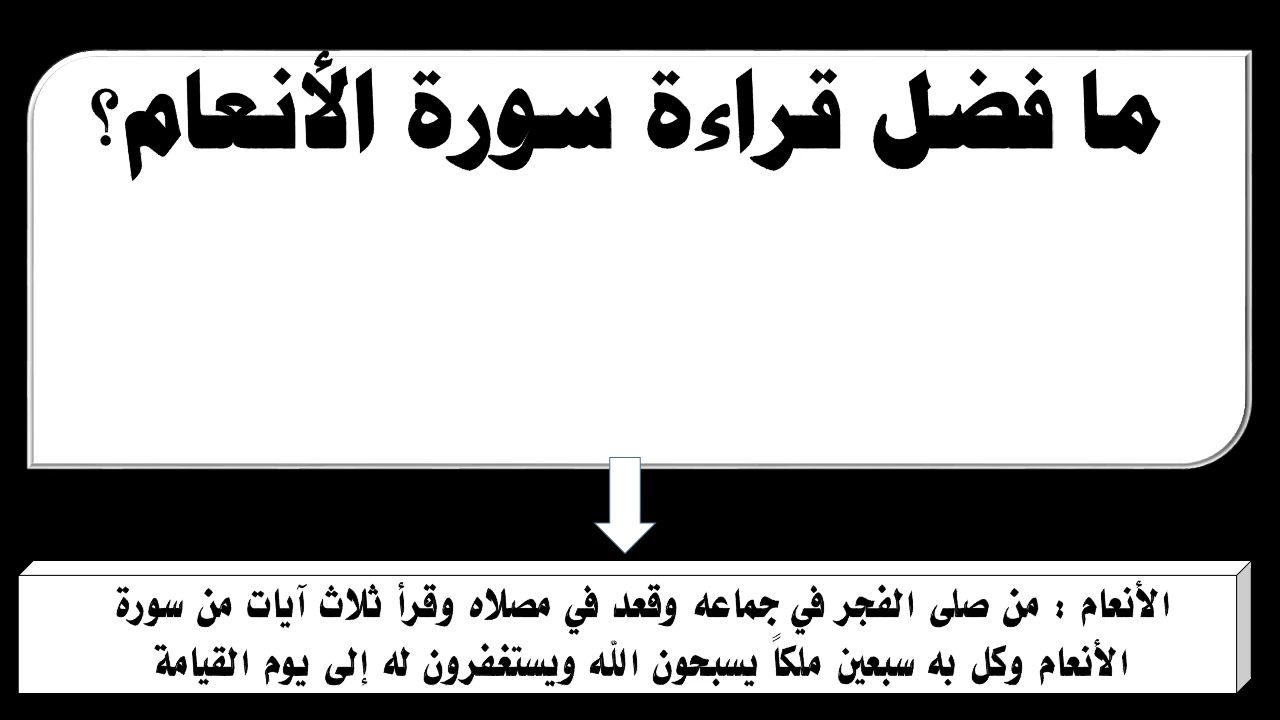 ما فضل قراءة سورة الأنعام؟
الأنعام : من صلى الفجر في جماعه وقعد في مصلاه وقرأ ثلاث آيات من سورة
الأنعام وكل به سبعين ملكاً يسبحون الله ويستغفرون له إلى يوم القيامة